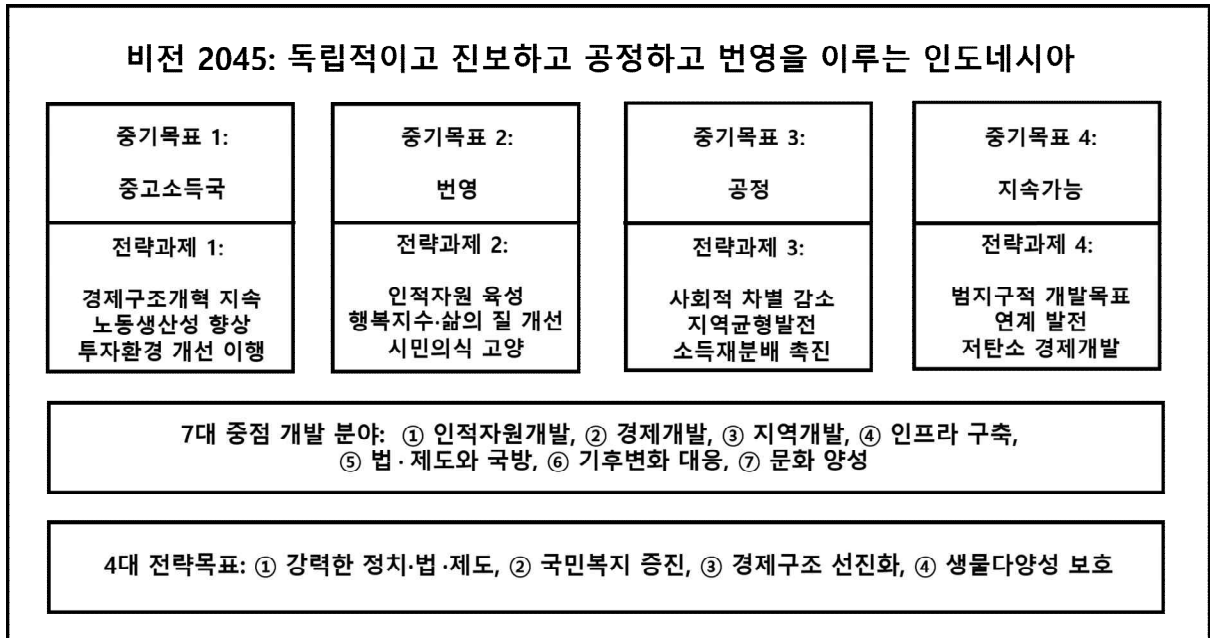 비전 2045: 독립적이고 진보하고 공정하고 번영을 이루는 인도네시아
중기목표 1:
중고소득국
전략과제 1:
경제구조개혁 지속
노동생산성 향상
투자환경 개선 이행
중기목표 2:
번영
전략과제 2:
인적자원 육성
행복지수·삶의 질 개선
시민의식 고양
중기목표 3:
공정
전략과제 3:
사회적 차별 감소
지역균형발전
소득재분배 촉진
중기목표 4:
지속가능
전략과제 4:
범지구적 개발목표
연계 발전
저탄소 경제개발
7대 중점 개발 분야: ① 인적자원개발, ② 경제개발, ③ 지역개발, ④ 인프라 구축,
⑤ 법·제도와 국방, ⑥ 기후변화 대응, ⑦ 문화 양성
4대 전략목표: ① 강력한 정치·법·제도, ② 국민복지 증진, ③ 경제구조 선진화, ④ 생물다양성 보호